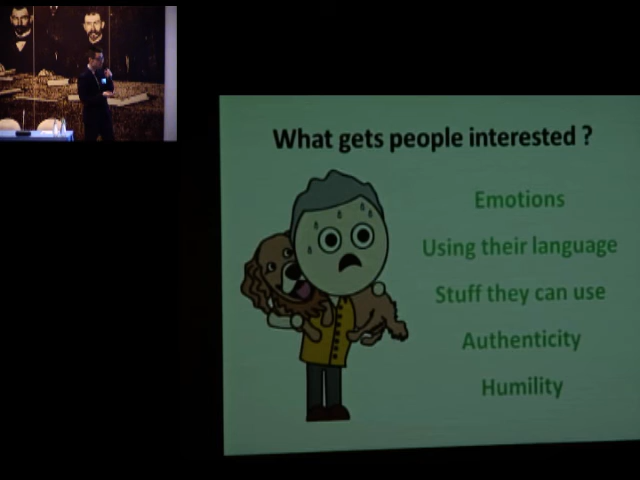 What gets people interested ?
Emotions
Using their language
Stuff they can use
Authenticity
Humility